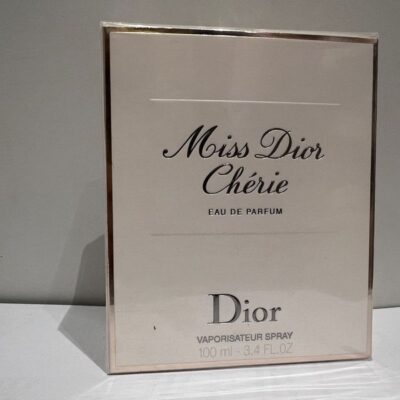 Miss Dior
Chérie
EAU DE PARFUM
Dior
VAPORISATEUR SPRAY
100 ml - 3.4 FL.OZ